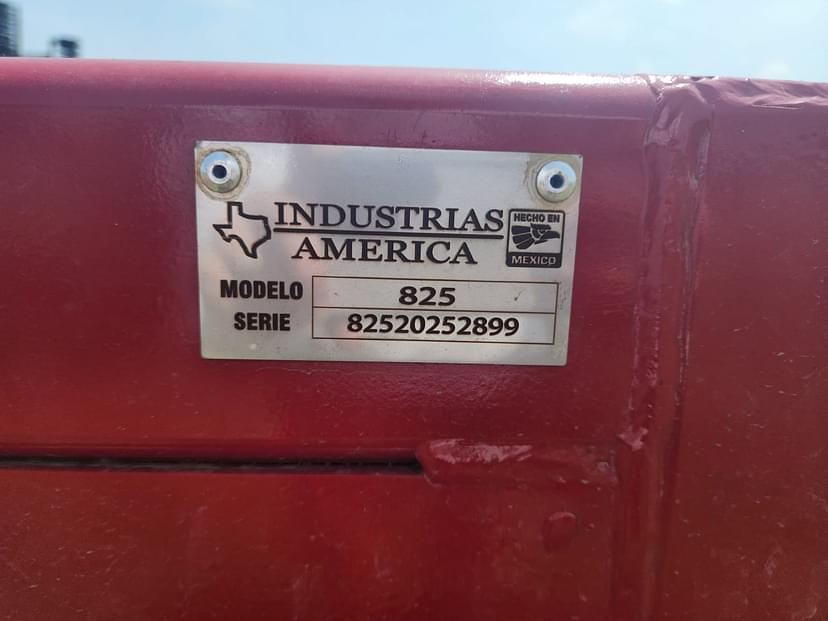 INDUSTRIAS
AMERICA
HECHO EN
MEXICO
MODELO 825
SERIE 82520252899